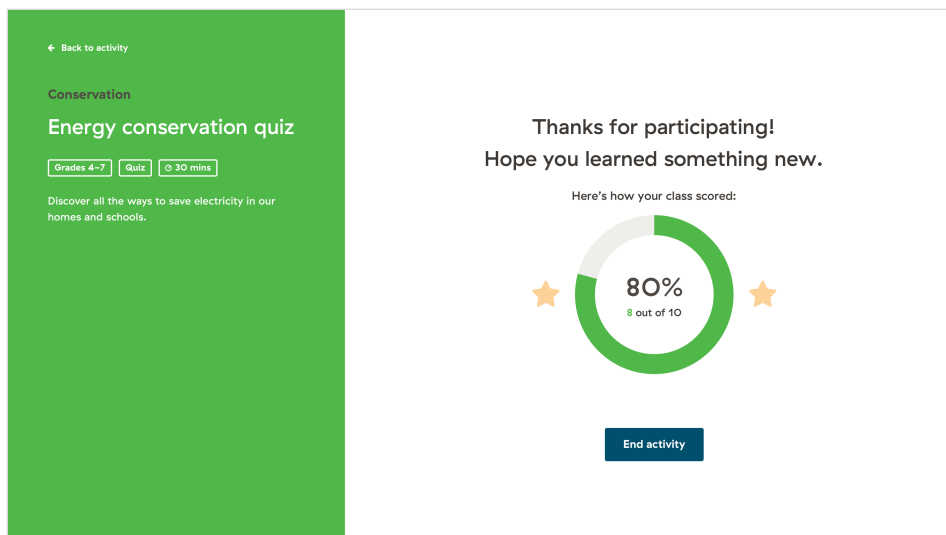 Back to activity
Conservation
Energy conservation quiz
Grades 4–7 Quiz 30 mins
Discover all the ways to save electricity in our
homes and schools.
Thanks for participating!
Hope you learned something new.
Here's how your class scored:
80%
8 out of 10
End activity